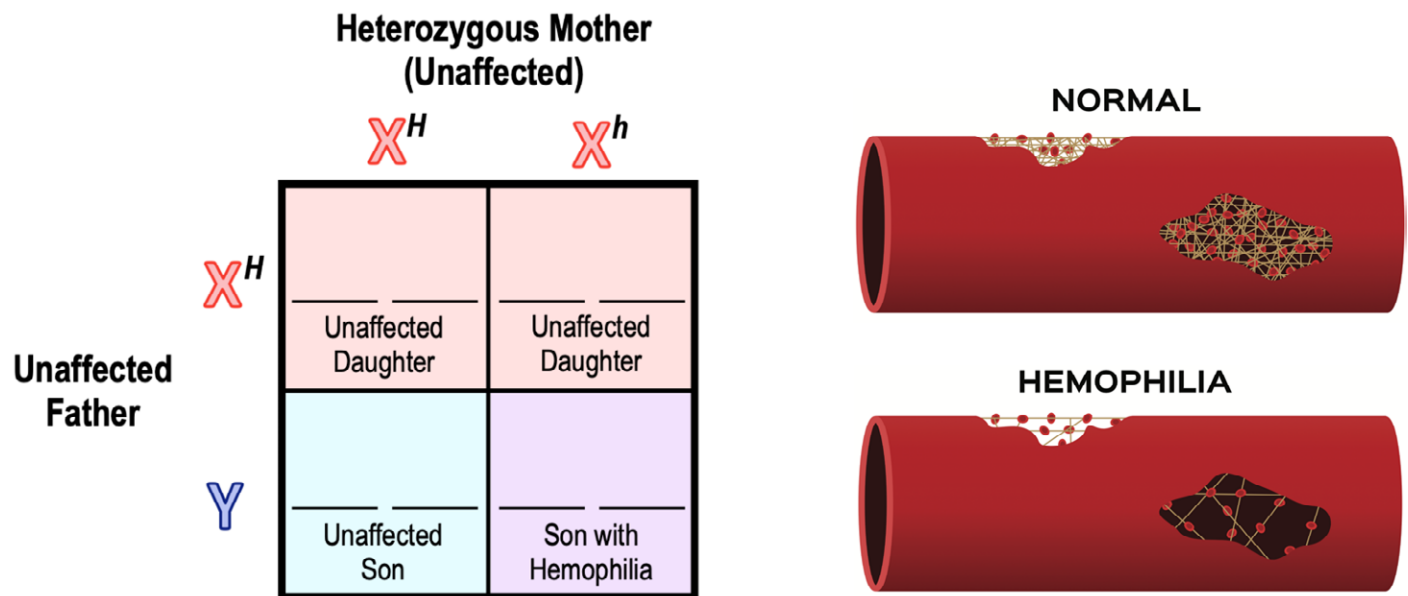 Heterozygous Mother
(Unaffected)
X^H
X^h
X^H
Unaffected
Daughter
Unaffected
Daughter
Unaffected
Father
Y
Unaffected
Son
Son with
Hemophilia
NORMAL
HEMOPHILIA